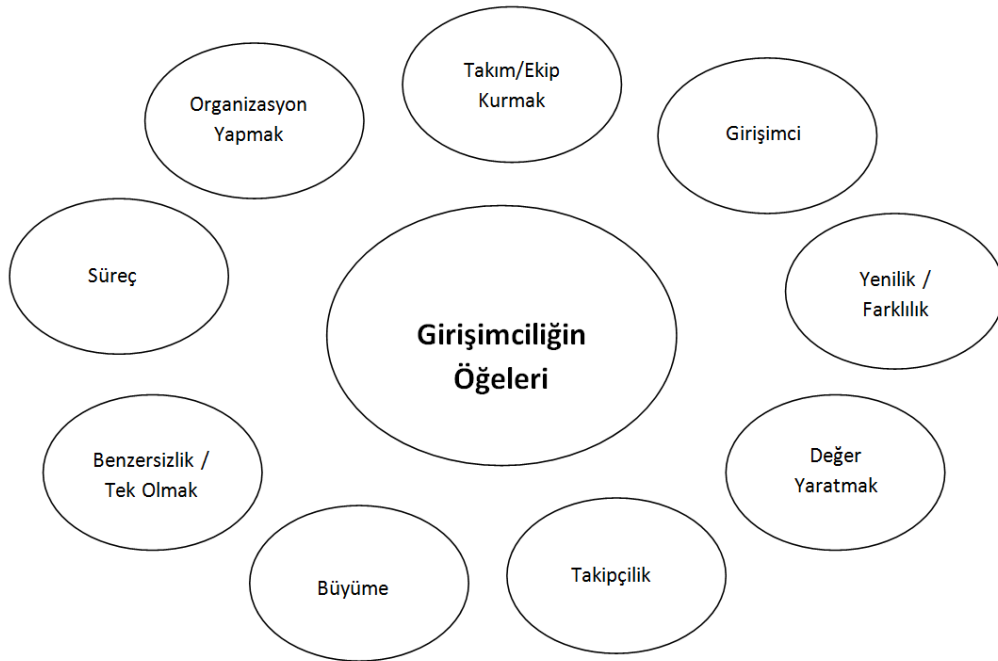 Takım/Ekip
Kurmak
Organizasyon
Yapmak
Girişimci
Süreç
Yenilik /
Farklılık
Girişimciliğin
Öğeleri
Benzersizlik /
Tek Olmak
Değer
Yaratmak
Büyüme
Takipçilik